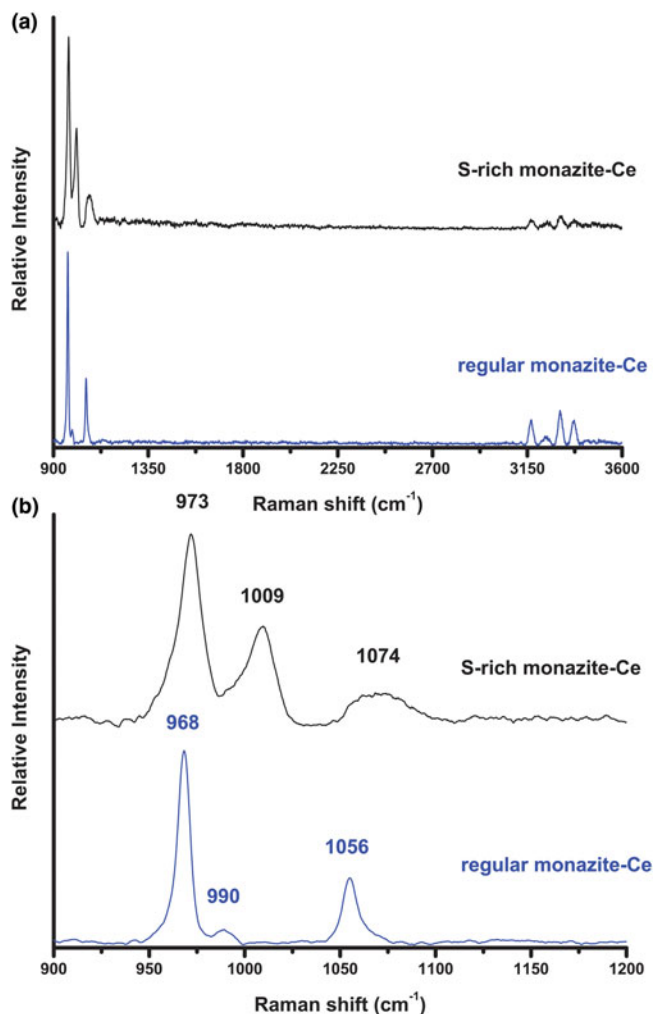 (a)
Relative Intensity
S-rich monazite-Ce
regular monazite-Ce
900 1350 1800 2250 2700 3150 3600
Raman shift (cm⁻¹)
(b)
Relative Intensity
973
1009
1074
S-rich monazite-Ce
968
990
1056
regular monazite-Ce
900 950 1000 1050 1100 1150 1200
Raman shift (cm⁻¹)